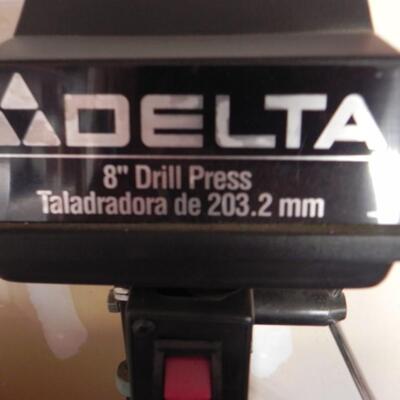 DELTA
8" Drill Press
Taladradora de 203.2 mm